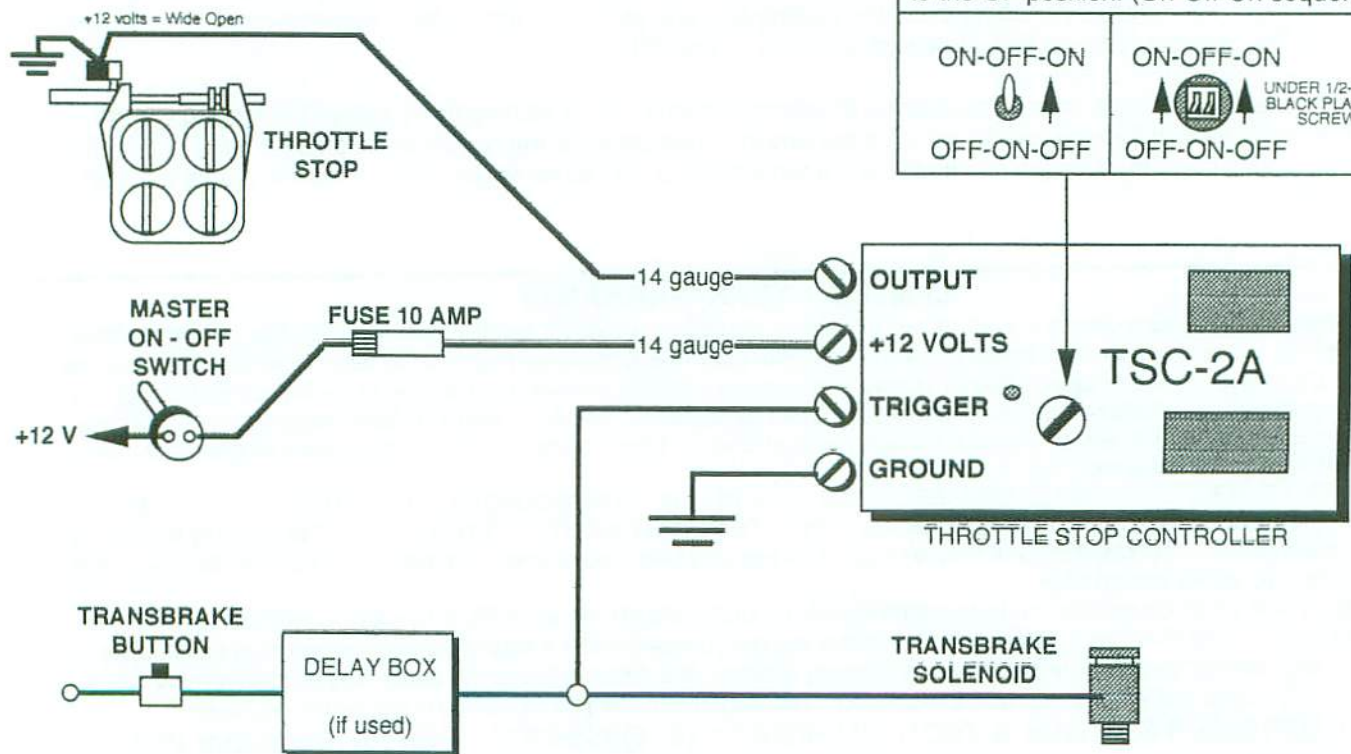 +12 volts = Wide Open
THROTTLE
STOP
ON-OFF-ON
OFF-ON-OFF
ON-OFF-ON
OFF-ON-OFF
UNDER
BLACK
MASTER
ON - OFF
SWITCH
+12 V
FUSE 10 AMP
14 gauge
14 gauge
OUTPUT
+12 VOLTS
TRIGGER
GROUND
TSC-2A
THROTTLE STOP CONTROLLER
TRANSBRAKE
BUTTON
DELAY BOX
(if used)
TRANSBRAKE
SOLENOID